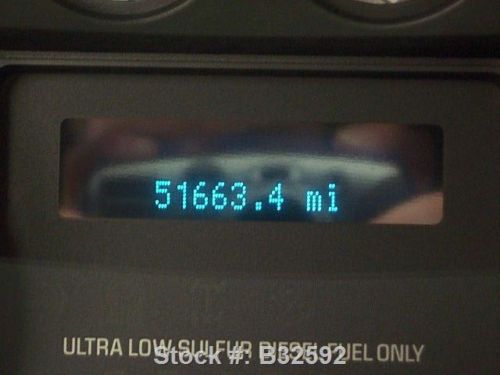 51663.4 mi
ULTRA LOW SULFUR DIESEL FUEL ONLY
Stock #: B32592